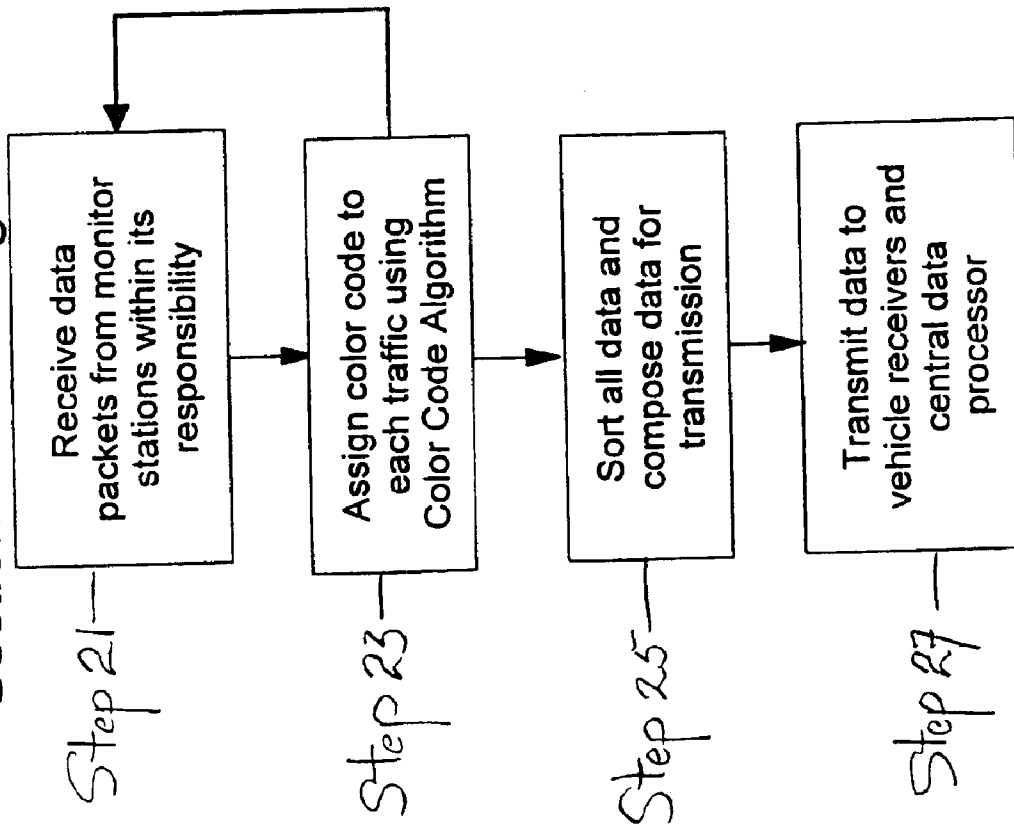 Step 21
Receive data
packets from monitor
stations within its
responsibility
Step 23
Assign color code to
each traffic using
Color Code Algorithm
Step 25
Sort all data and
compose data for
transmission
Step 27
Transmit data to
vehicle receivers and
central data
processor